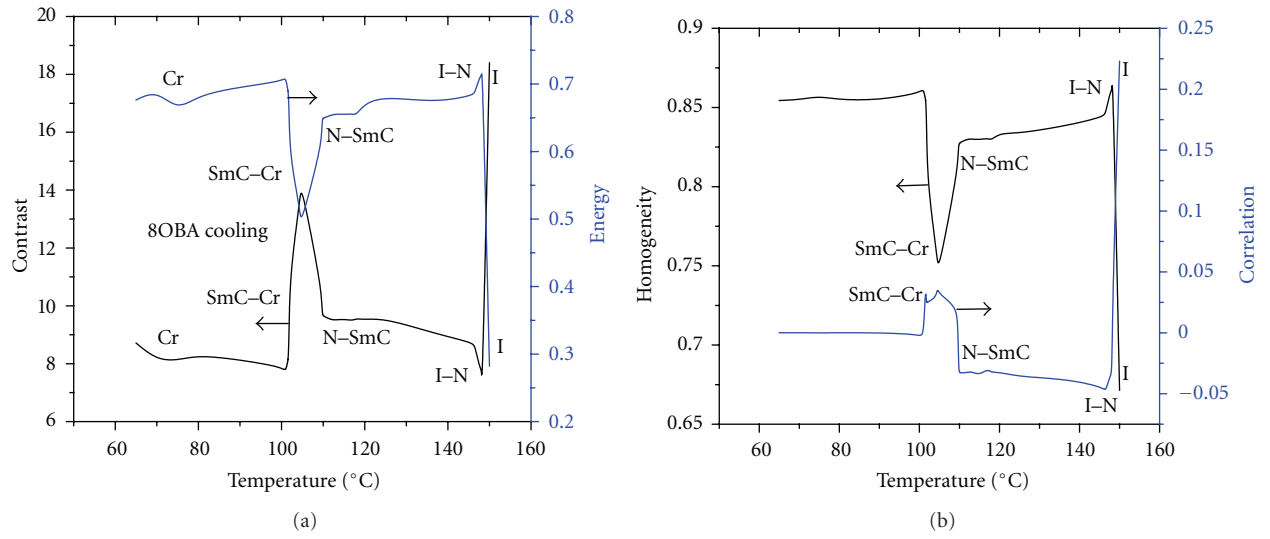 20
18
16
14
12
10
8
6
Contrast
0.8
0.7
0.6
0.5
0.4
0.3
0.2
Energy
Cr
I–N
I
N–SmC
SmC–Cr
8OBA cooling
SmC–Cr
Cr
N–SmC
I
I–N
60 80 100 120 140 160
Temperature (°C)
(a)
0.9
0.85
0.8
0.75
0.7
0.65
Homogeneity
0.25
0.2
0.15
0.1
0.05
0
−0.05
Correlation
I
I–N
N–SmC
SmC–Cr
SmC–Cr
N–SmC
I
I–N
60 80 100 120 140 160
Temperature (°C)
(b)